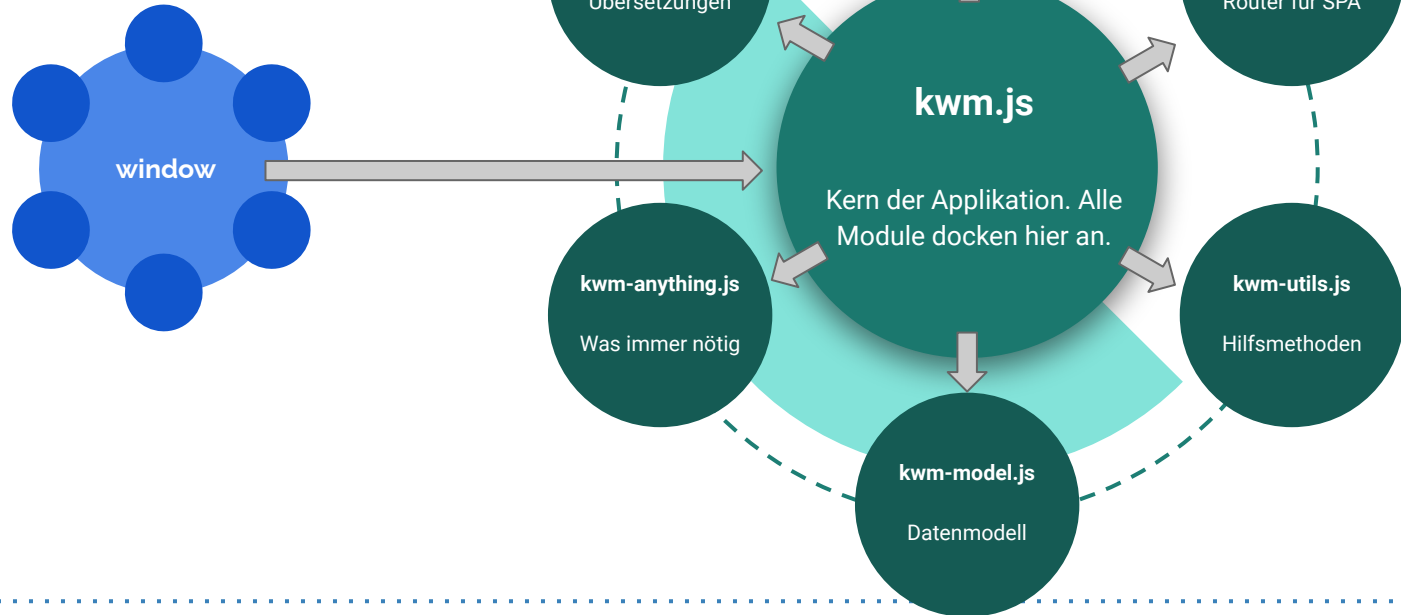 Übersetzungen
Router für SPA
kwm.js
window
Kern der Applikation. Alle
Module docken hier an.
kwm-anything.js
Was immer nötig
kwm-utils.js
Hilfsmethoden
kwm-model.js
Datenmodell